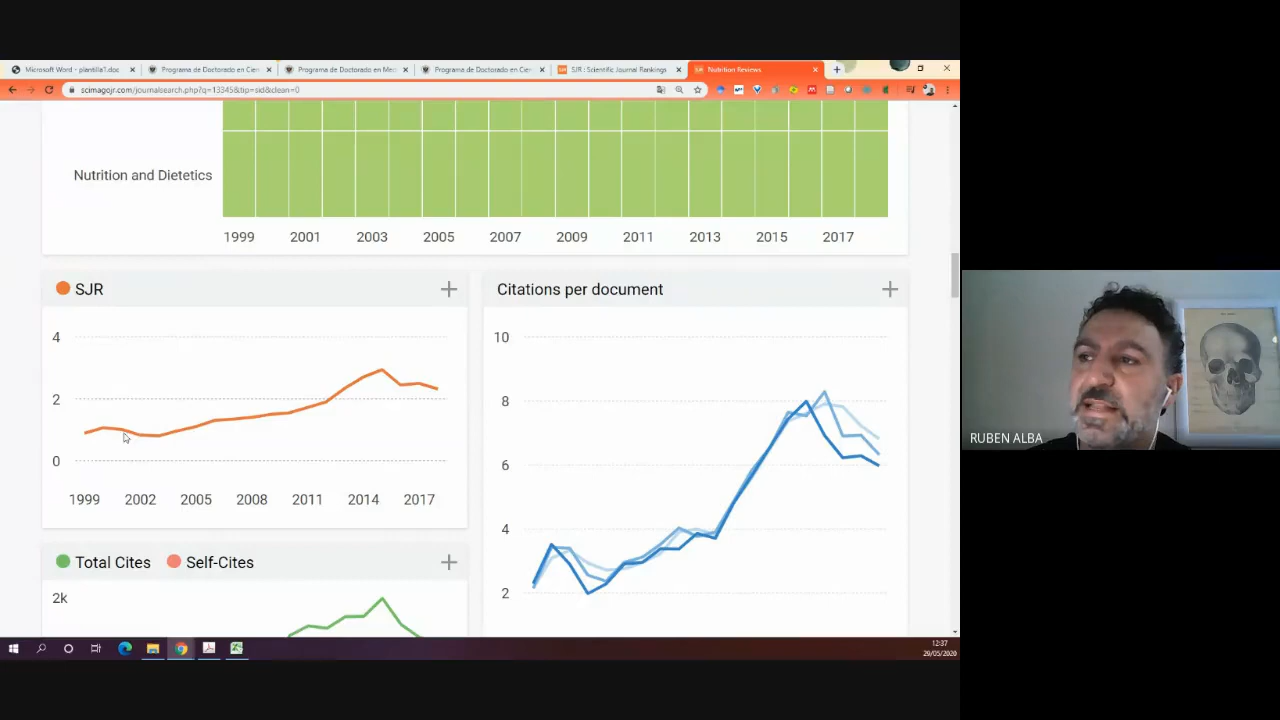 Microsoft Word - plantilla1.doc
Programa de Doctorado en Cien
Programa de Doctorado en Med
Programa de Doctorado en Cien
SJR : Scientific Journal Rankings
Nutrition Reviews
scimagojr.com/journalsearch.php?q=13345&tip=sid&clean=0
Nutrition and Dietetics
1999 2001 2003 2005 2007 2009 2011 2013 2015 2017
SJR
4
2
0
1999 2002 2005 2008 2011 2014 2017
Citations per document
10
8
6
4
2
Total Cites Self-Cites
2k
RUBEN ALBA
12:37
29/05/2020